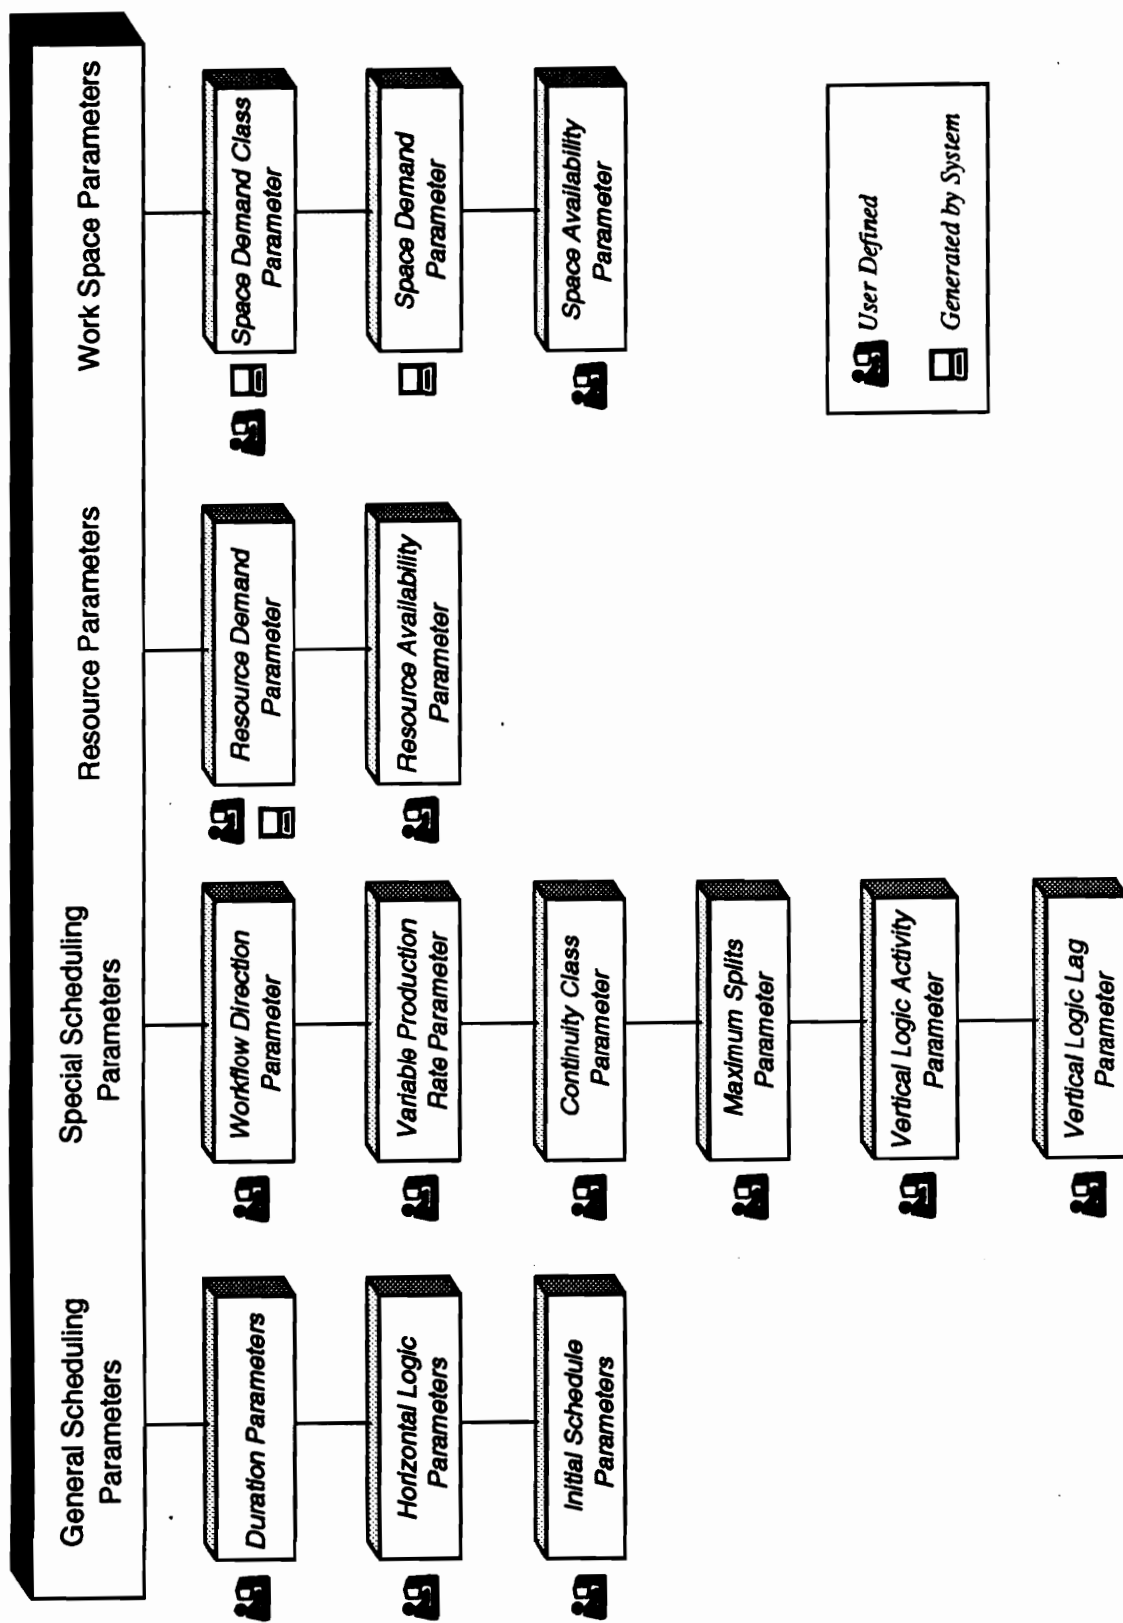 General Scheduling
Parameters
Special Scheduling
Parameters
Resource Parameters
Work Space Parameters
Duration Parameters
Horizontal Logic
Parameters
Initial Schedule
Parameters
Workflow Direction
Parameter
Variable Production
Rate Parameter
Continuity Class
Parameter
Maximum Splits
Parameter
Vertical Logic Activity
Parameter
Vertical Logic Lag
Parameter
Resource Demand
Parameter
Resource Availability
Parameter
Space Demand Class
Parameter
Space Demand
Parameter
Space Availability
Parameter
User Defined
Generated by System